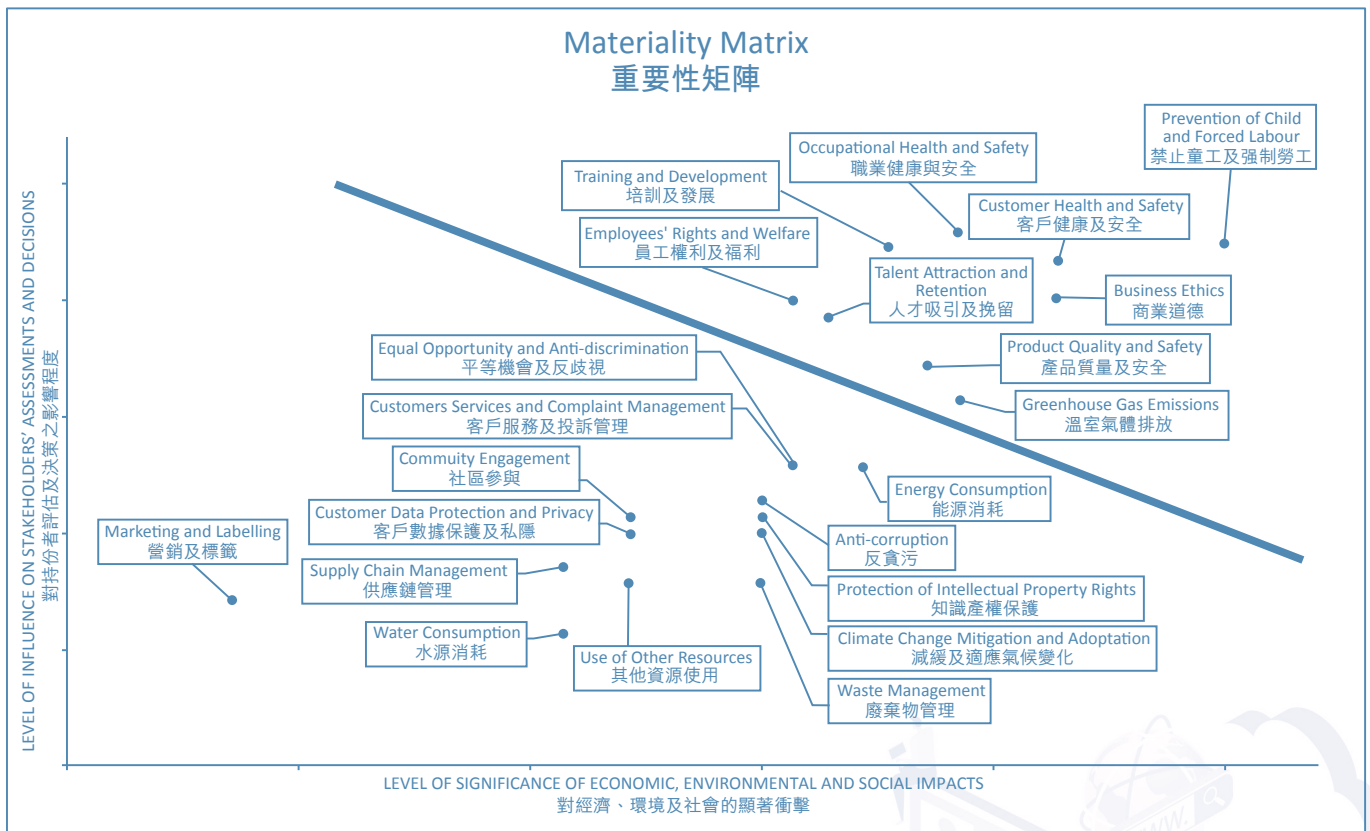 Materiality Matrix
重要性矩陣
LEVEL OF INFLUENCE ON STAKEHOLDERS' ASSESSMENTS AND DECISIONS
對持份者評估及決策之影響程度
Prevention of Child
and Forced Labour
禁止童工及强制勞工
Occupational Health and Safety
職業健康與安全
Training and Development
培訓及發展
Customer Health and Safety
客戶健康及安全
Employees' Rights and Welfare
員工權利及福利
Talent Attraction and
Retention
人才吸引及挽留
Business Ethics
商業道德
Equal Opportunity and Anti-discrimination
平等機會及反歧視
Product Quality and Safety
產品質量及安全
Customers Services and Complaint Management
客戶服務及投訴管理
Greenhouse Gas Emissions
溫室氣體排放
Commuity Engagement
社區參與
Energy Consumption
能源消耗
Customer Data Protection and Privacy
客戶數據保護及私隱
Marketing and Labelling
營銷及標籤
Anti-corruption
反貪污
Supply Chain Management
供應鏈管理
Protection of Intellectual Property Rights
知識產權保護
Water Consumption
水源消耗
Climate Change Mitigation and Adoptation
減緩及適應氣候變化
Use of Other Resources
其他資源使用
Waste Management
廢棄物管理
LEVEL OF SIGNIFICANCE OF ECONOMIC, ENVIRONMENTAL AND SOCIAL IMPACTS
對經濟、環境及社會的顯著衝擊
WWW.